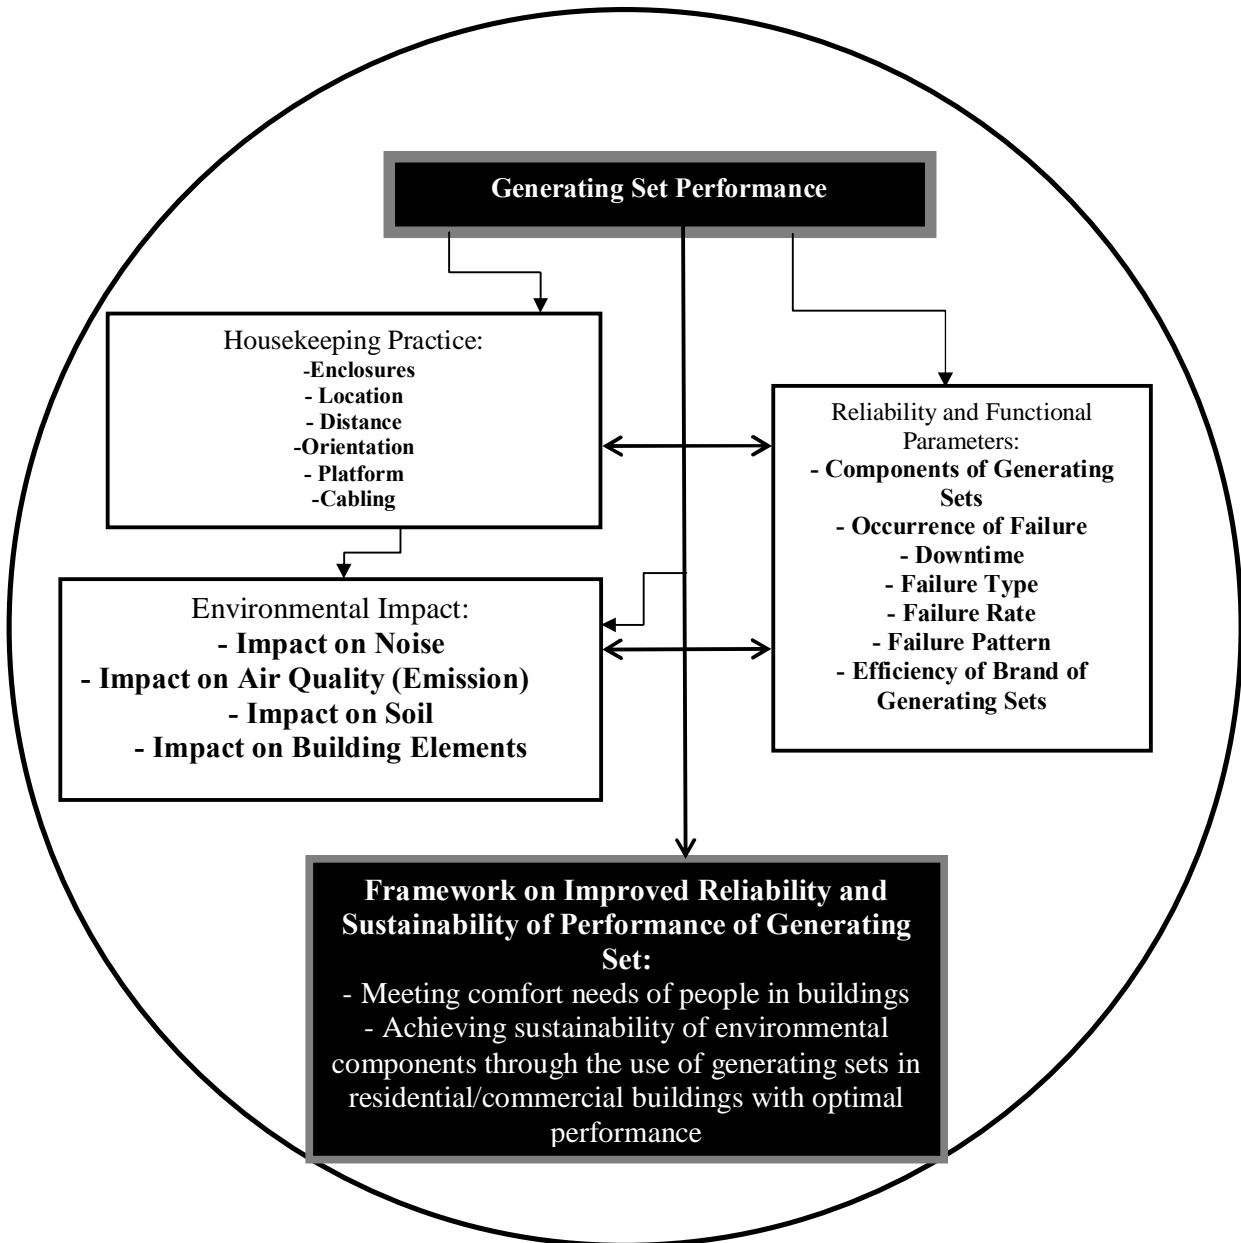 Generating Set Performance
Housekeeping Practice:
-Enclosures
- Location
- Distance
-Orientation
- Platform
-Cabling
Reliability and Functional
Parameters:
- Components of Generating
Sets
- Occurrence of Failure
- Downtime
- Failure Type
- Failure Rate
- Failure Pattern
- Efficiency of Brand of
Generating Sets
Environmental Impact:
- Impact on Noise
- Impact on Air Quality (Emission)
- Impact on Soil
- Impact on Building Elements
Framework on Improved Reliability and
Sustainability of Performance of Generating
Set:
- Meeting comfort needs of people in buildings
- Achieving sustainability of environmental
components through the use of generating sets in
residential/commercial buildings with optimal
performance